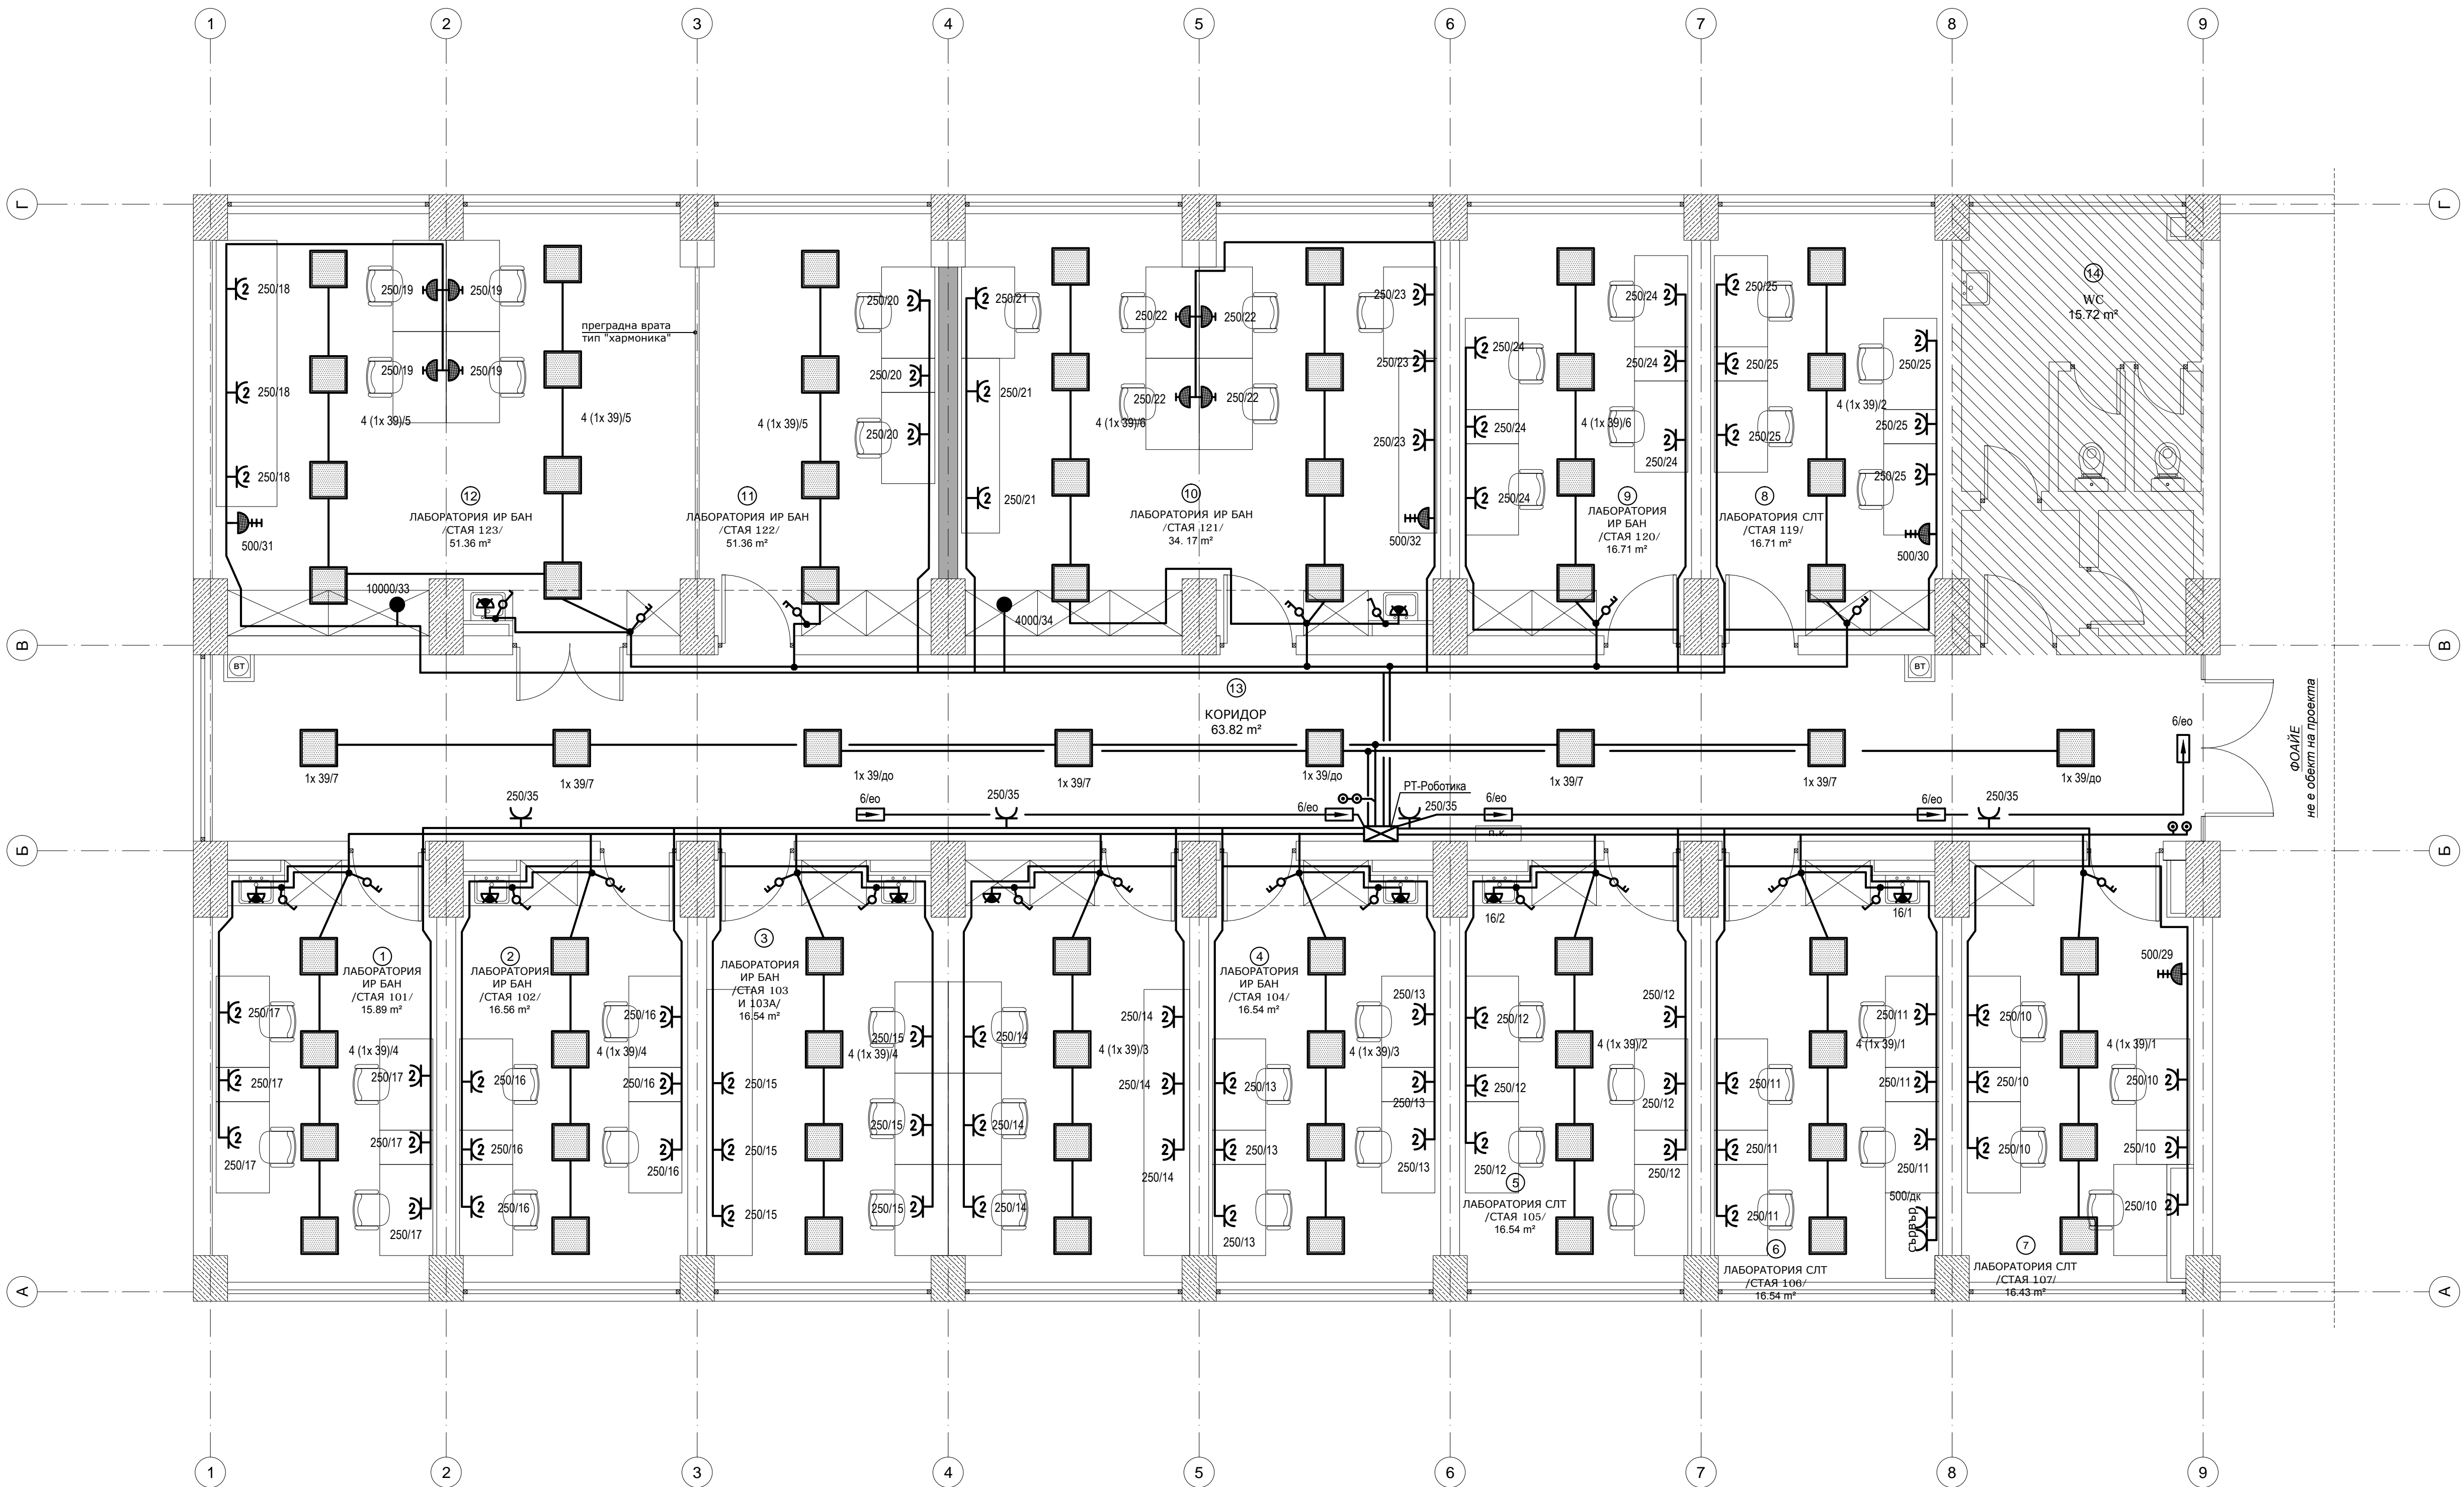 1 2 3 4 5 6 7 8 9
Г Г
14
WC
15.72 m²
250/18 250/19 250/19
250/20 250/21
250/22 250/22
250/23 250/24 250/25
преградна врата
тип "хармоника"
250/18 250/19 250/19
250/20 250/21
250/22 250/22
250/23 250/24 250/24 250/25 250/25
4 (1x 39)/5 4 (1x 39)/5 4 (1x 39)/5 4 (1x 39)/6 4 (1x 39)/6 4 (1x 39)/2
250/20 250/23 250/24 250/24 250/25 250/25
250/18 250/21 250/24 250/25
12
ЛАБОРАТОРИЯ ИР БАН
/СТАЯ 123/
51.36 m²
11
ЛАБОРАТОРИЯ ИР БАН
/СТАЯ 122/
51.36 m²
10
ЛАБОРАТОРИЯ ИР БАН
/СТАЯ 121/
34. 17 m²
9
ЛАБОРАТОРИЯ
ИР БАН
/СТАЯ 120/
16.71 m²
8
ЛАБОРАТОРИЯ СЛТ
/СТАЯ 119/
16.71 m²
500/31 500/32 500/30
10000/33 4000/34
В В
ВТ ВТ
13
КОРИДОР
63.82 m²
6/ео
ФОАЙЕ
не е обект на проекта
1x 39/7 1x 39/7 1x 39/до 1x 39/7 1x 39/до 1x 39/7 1x 39/7 1x 39/до
РТ-Роботика
250/35 6/ео 250/35 6/ео 250/35 6/ео 6/ео 250/35
п.к.
Б Б
16/2 16/1
1
ЛАБОРАТОРИЯ
ИР БАН
/СТАЯ 101/
15.89 m²
2
ЛАБОРАТОРИЯ
ИР БАН
/СТАЯ 102/
16.56 m²
3
ЛАБОРАТОРИЯ
ИР БАН
/СТАЯ 103
И 103А/
16.54 m²
4
ЛАБОРАТОРИЯ
ИР БАН
/СТАЯ 104/
16.54 m²
500/29
250/17 250/16 250/15 250/14 250/14 250/13 250/12 250/12 250/11 250/10
4 (1x 39)/4 4 (1x 39)/4 4 (1x 39)/4 4 (1x 39)/3 4 (1x 39)/3 4 (1x 39)/2 4 (1x 39)/1 4 (1x 39)/1
250/17 250/17 250/16 250/16 250/15 250/14 250/13 250/13 250/12 250/12 250/11 250/11 250/10 250/10
250/17 250/17 250/16 250/16 250/15 250/15 250/14 250/14 250/13 250/13 250/12 250/12 250/11 250/11 250/10 250/10
250/17 250/16 250/15 250/15 250/14 250/13 250/11 250/10
5
ЛАБОРАТОРИЯ СЛТ
/СТАЯ 105/
16.54 m²
500/дк
сървър
6
ЛАБОРАТОРИЯ СЛТ
/СТАЯ 106/
16.54 m²
7
ЛАБОРАТОРИЯ СЛТ
/СТАЯ 107/
16.43 m²
А А
1 2 3 4 5 6 7 8 9